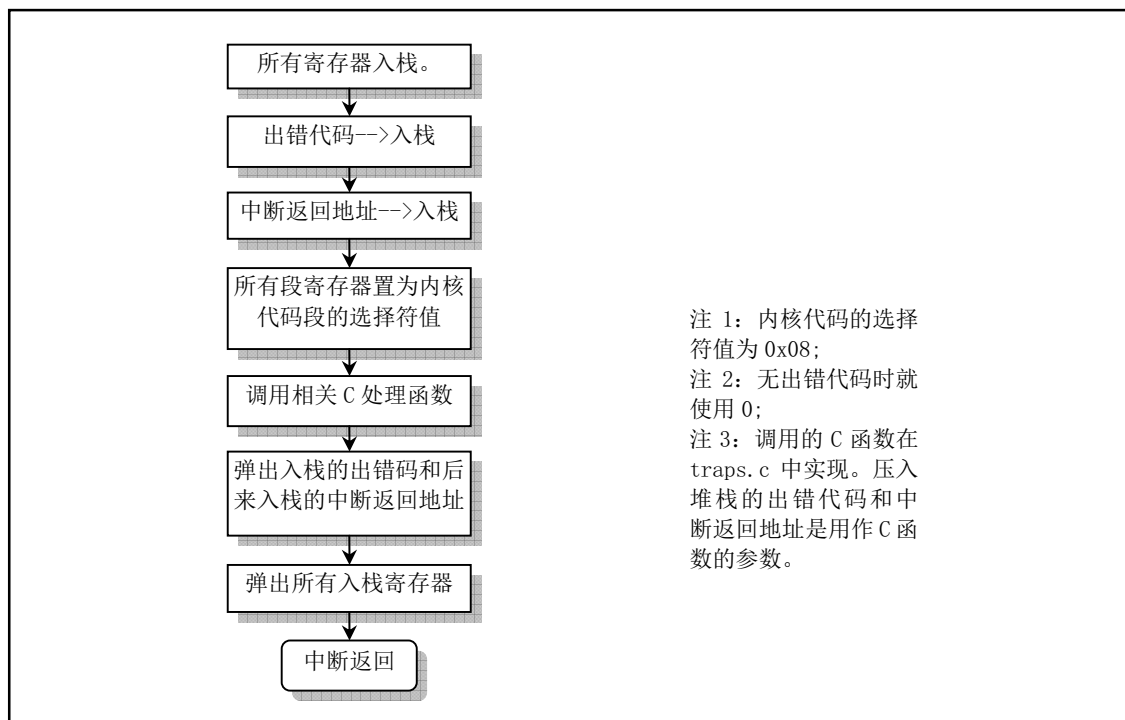 所有寄存器入栈。
出错代码-->入栈
中断返回地址-->入栈
所有段寄存器置为内核
代码段的选择符值
调用相关 C 处理函数
弹出入栈的出错码和后
来入栈的中断返回地址
弹出所有入栈寄存器
中断返回
注 1：内核代码的选择
符值为 0x08;
注 2：无出错代码时就
使用 0;
注 3：调用的 C 函数在
traps.c 中实现。压入
堆栈的出错代码和中
断返回地址是用作 C 函
数的参数。